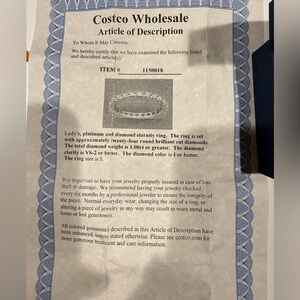 Costco Wholesale
Article of Description
To Whom It May Concern:
We hereby certify that we have examined the following listed
and described article(s):
ITEM # 1150018
Lady's, platinum and diamond eternity ring. The ring is set
with approximately twenty-four round brilliant cut diamonds.
The total diamond weight is 1.00ct or greater. The diamond
clarity is VS-2 or better. The diamond color is I or better.
The ring size is 5.
It is important to have your jewelry properly insured in case of loss,
theft or damage. We recommend having your jewelry checked
every six months by a professional jeweler to ensure the integrity of
the piece. Normal everyday wear, changing the size of a ring, or
altering a piece of jewelry in any way may result in worn metal and
loose or lost gemstones.
All colored gemstones described in this Article of Description have
been enhanced, unless stated otherwise. Please see costco.com for
more gemstone treatment and care information.